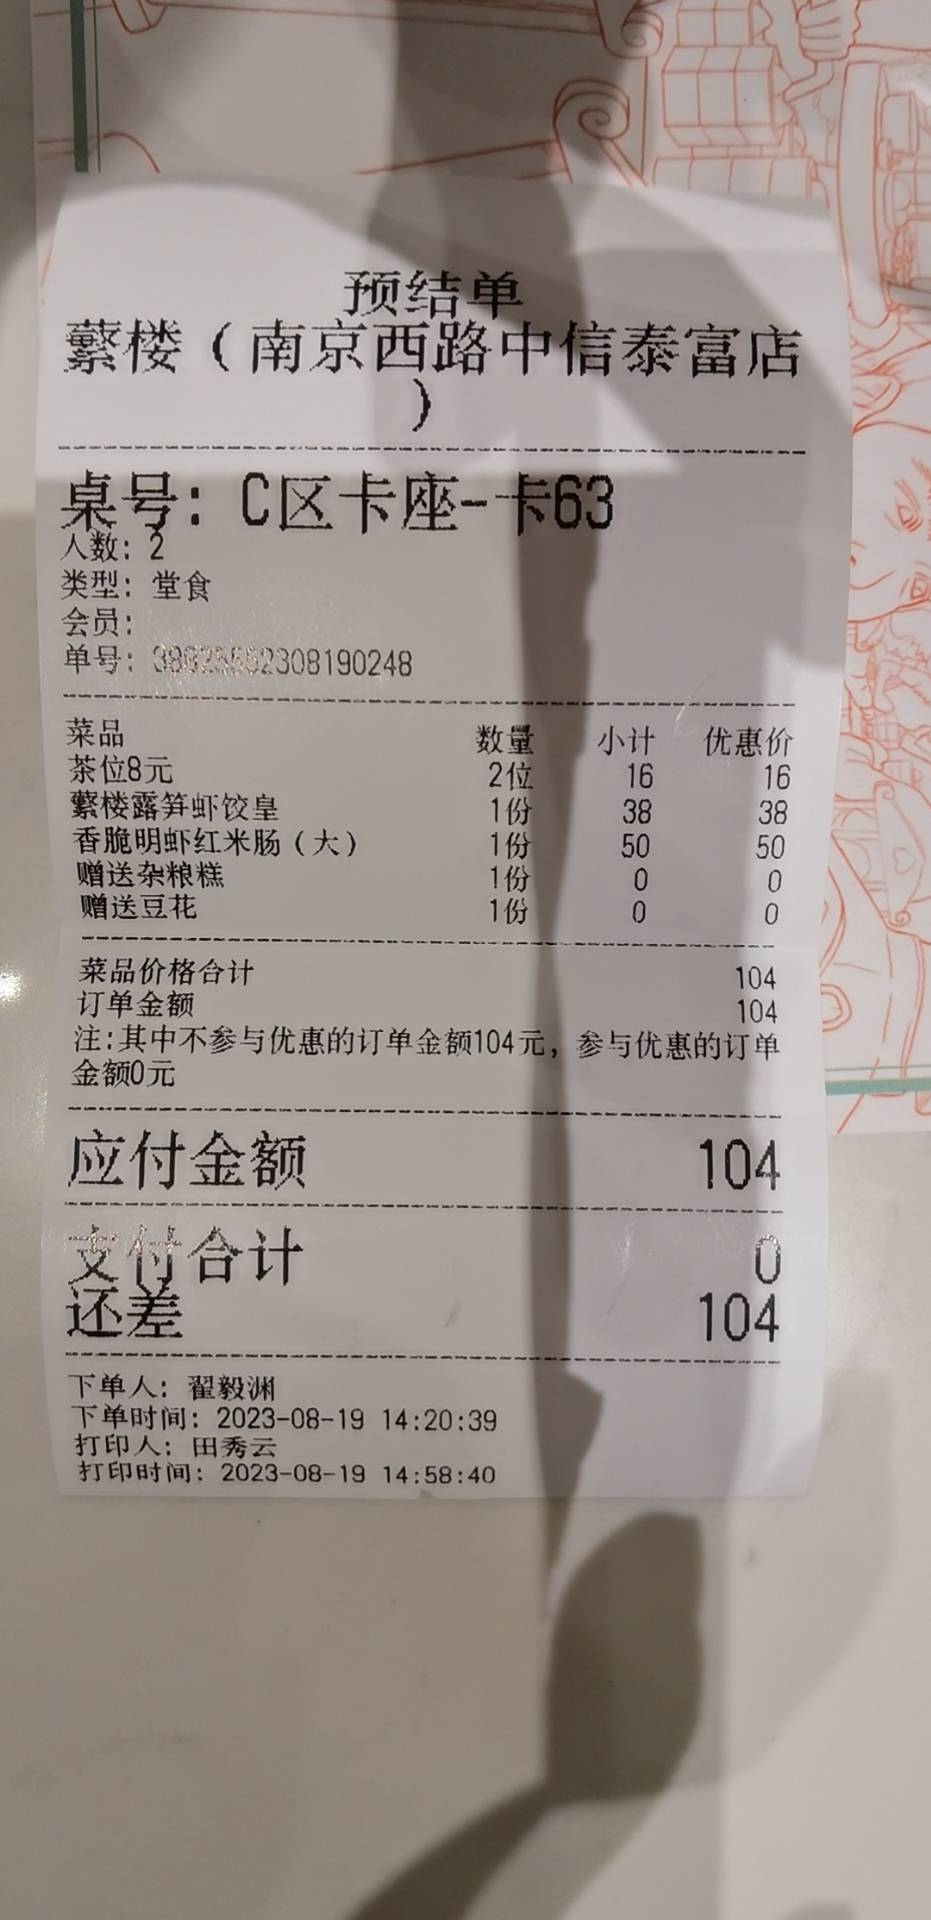 预结单
蘩楼（南京西路中信泰富店
）
桌号：C区卡座-卡63
人数：2
类型：堂食
会员：
单号：38825552308190248
菜品 数量 小计 优惠价
茶位8元 2位 16 16
蘩楼露笋虾饺皇 1份 38 38
香脆明虾红米肠（大） 1份 50 50
赠送杂粮糕 1份 0 0
赠送豆花 1份 0 0
菜品价格合计 104
订单金额 104
注:其中不参与优惠的订单金额104元，参与优惠的订单
金额0元
应付金额 104
支付合计 0
还差 104
下单人：翟毅渊
下单时间：2023-08-19 14:20:39
打印人：田秀云
打印时间：2023-08-19 14:58:40